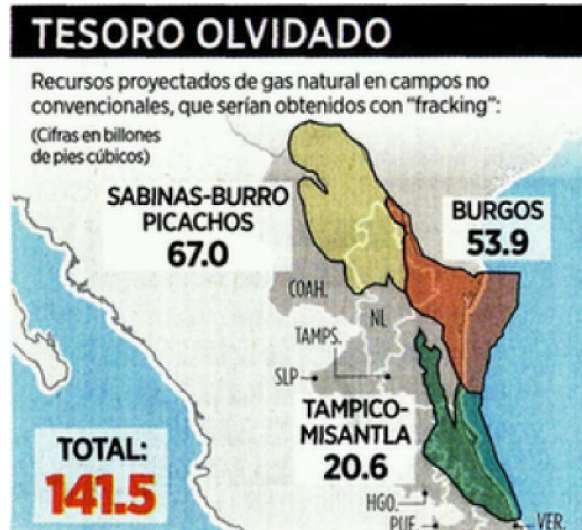 TESORO OLVIDADO
Recursos proyectados de gas natural en campos no
convencionales, que serían obtenidos con "fracking":
(Cifras en billones
de pies cúbicos)
SABINAS-BURRO
PICACHOS
67.0
BURGOS
53.9
COAH.
NL
TAMPS.
SLP
TAMPICO-
MISANTLA
20.6
TOTAL:
141.5
HGO.
PUE
VER.